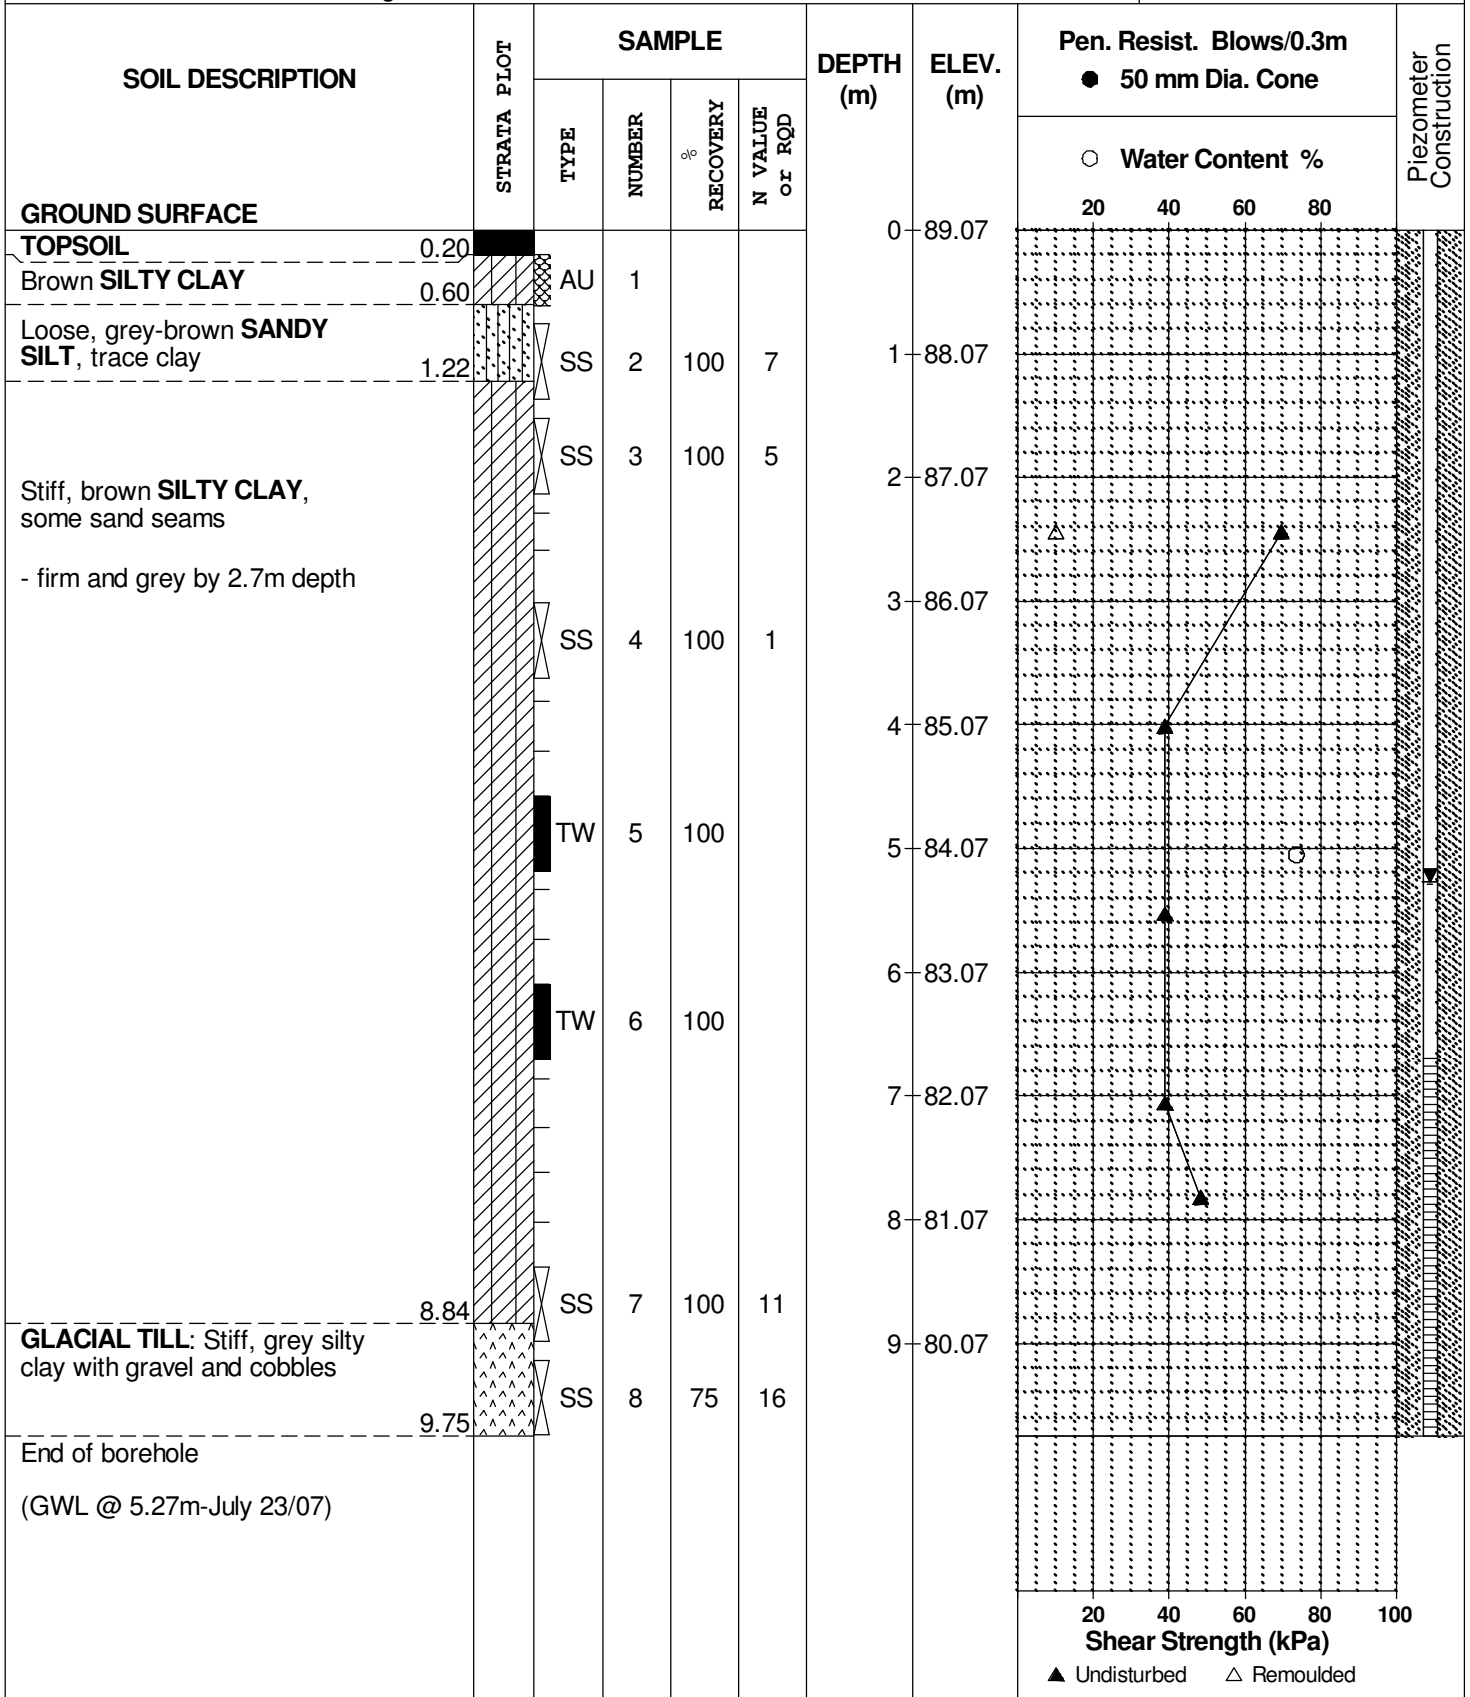 SOIL DESCRIPTION
STRATA PLOT
SAMPLE
TYPE
NUMBER
% RECOVERY
N VALUE or RQD
DEPTH (m)
ELEV. (m)
Pen. Resist. Blows/0.3m
● 50 mm Dia. Cone
○ Water Content %
20 40 60 80
Piezometer Construction
GROUND SURFACE
0 89.07
TOPSOIL 0.20
Brown SILTY CLAY 0.60
AU 1
Loose, grey-brown SANDY
SILT, trace clay 1.22
SS 2 100 7
1 88.07
SS 3 100 5
2 87.07
Stiff, brown SILTY CLAY,
some sand seams
- firm and grey by 2.7m depth
3 86.07
SS 4 100 1
4 85.07
TW 5 100
5 84.07
6 83.07
TW 6 100
7 82.07
8 81.07
SS 7 100 11
8.84
GLACIAL TILL: Stiff, grey silty
clay with gravel and cobbles
9 80.07
SS 8 75 16
9.75
End of borehole
(GWL @ 5.27m-July 23/07)
20 40 60 80 100
Shear Strength (kPa)
▲ Undisturbed △ Remoulded